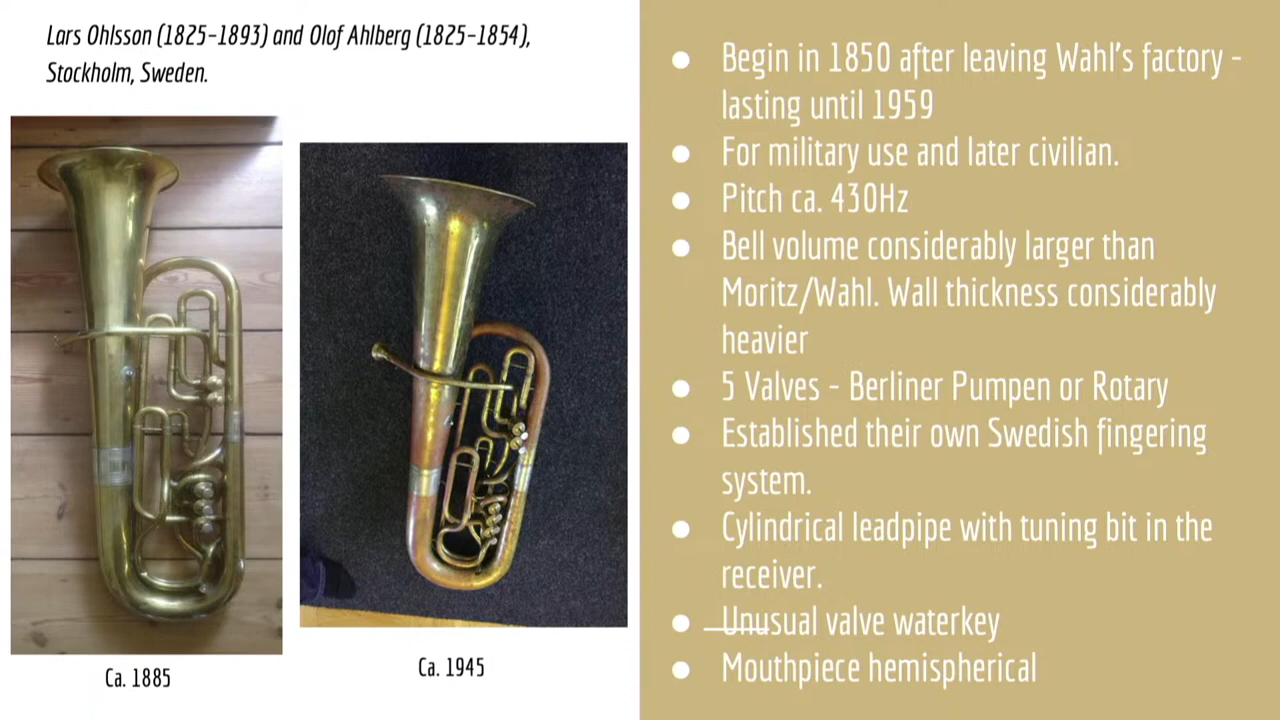 Lars Ohlsson (1825-1893) and Olof Ahlberg (1825-1854),
Stockholm, Sweden.
Ca. 1885
Ca. 1945
● Begin in 1850 after leaving Wahl's factory -
lasting until 1959
● For military use and later civilian.
● Pitch ca. 430Hz
● Bell volume considerably larger than
Moritz/Wahl. Wall thickness considerably
heavier
● 5 Valves - Berliner Pumpen or Rotary
● Established their own Swedish fingering
system.
● Cylindrical leadpipe with tuning bit in the
receiver.
● Unusual valve waterkey
● Mouthpiece hemispherical